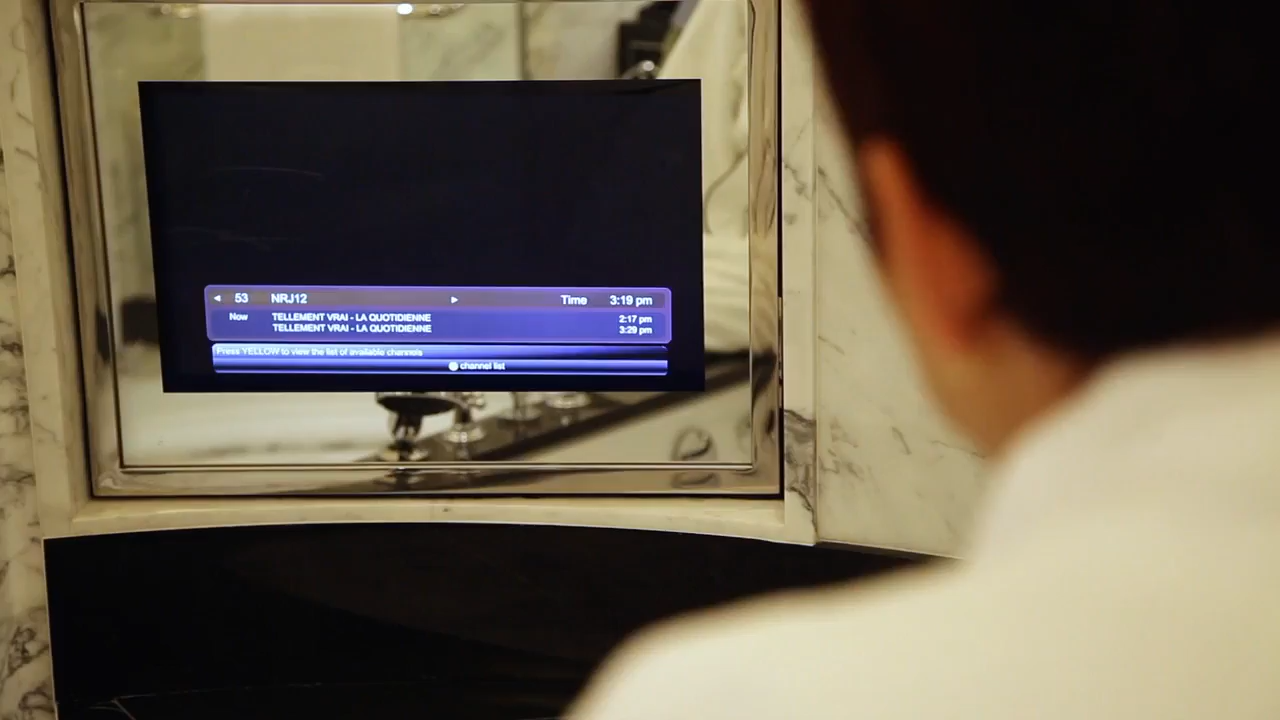 53 NRJ12 Time 3:19 pm
Now TELLEMENT VRAI - LA QUOTIDIENNE 2:17 pm
TELLEMENT VRAI - LA QUOTIDIENNE 3:29 pm
Press YELLOW to view the list of available channels
channel list